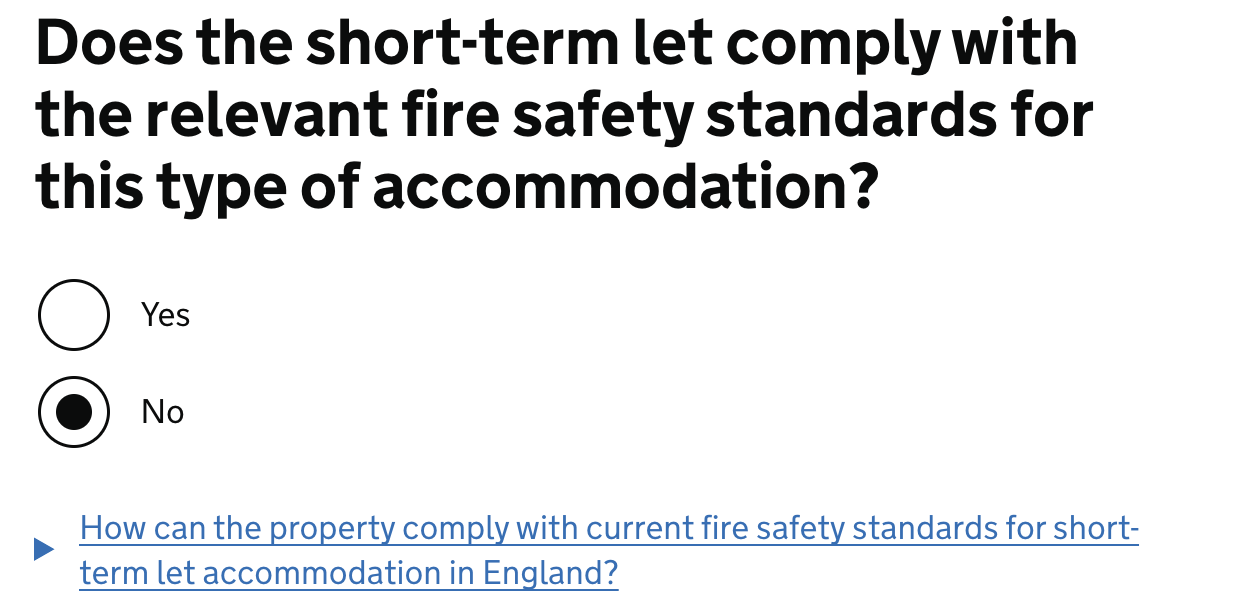 Does the short-term let comply with
the relevant fire safety standards for
this type of accommodation?
Yes
No
How can the property comply with current fire safety standards for short-
term let accommodation in England?